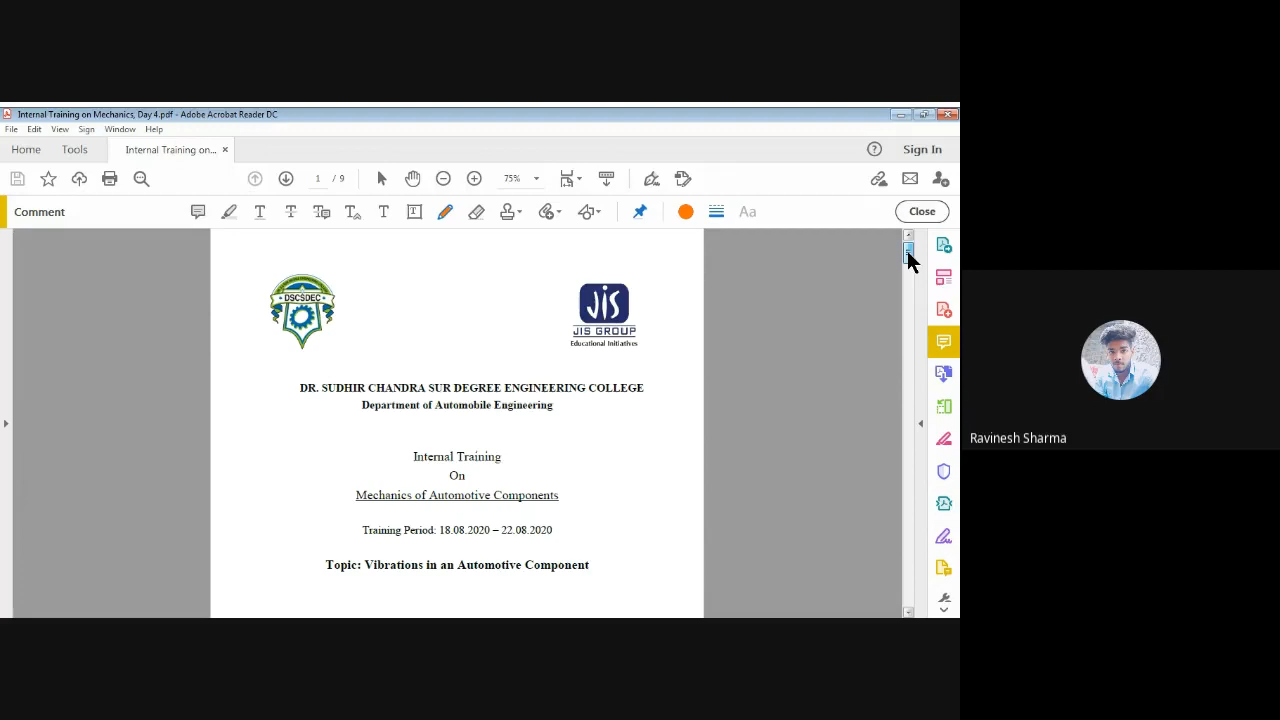 Internal Training on Mechanics, Day 4.pdf - Adobe Acrobat Reader DC
File Edit View Sign Window Help
Home Tools Internal Training on... × Sign In
1 / 9 75%
Comment Aa Close
DSCSDEC
JIS
JIS GROUP
Educational Initiatives
DR. SUDHIR CHANDRA SUR DEGREE ENGINEERING COLLEGE
Department of Automobile Engineering
Internal Training
On
Mechanics of Automotive Components
Training Period: 18.08.2020 – 22.08.2020
Topic: Vibrations in an Automotive Component
Ravinesh Sharma